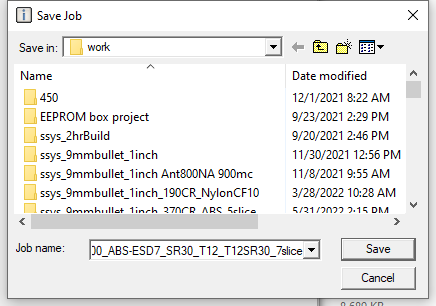 Save Job
Save in: work
Name Date modified
450 12/1/2021 8:22 AM
EEPROM box project 9/23/2021 2:29 PM
ssys_2hrBuild 9/20/2021 2:46 PM
ssys_9mmbullet_1inch 11/30/2021 12:56 PM
ssys_9mmbullet_1inch Ant800NA 900mc 11/8/2021 9:55 AM
ssys_9mmbullet_1inch_190CR_NylonCF10 3/28/2022 10:28 AM
ssys_9mmbullet_1inch_370CR_ABS_5slice 5/31/2022 2:15 PM
Job name: 00_ABS-ESD7_SR30_T12_T12SR30_7slice
Save
Cancel